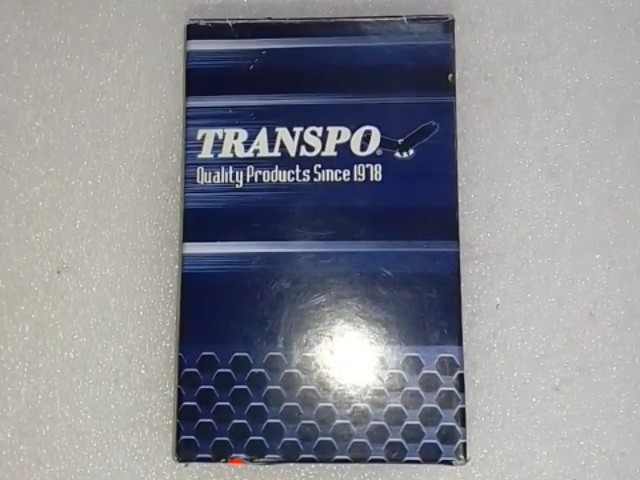 TRANSPO®
Quality Products Since 1978